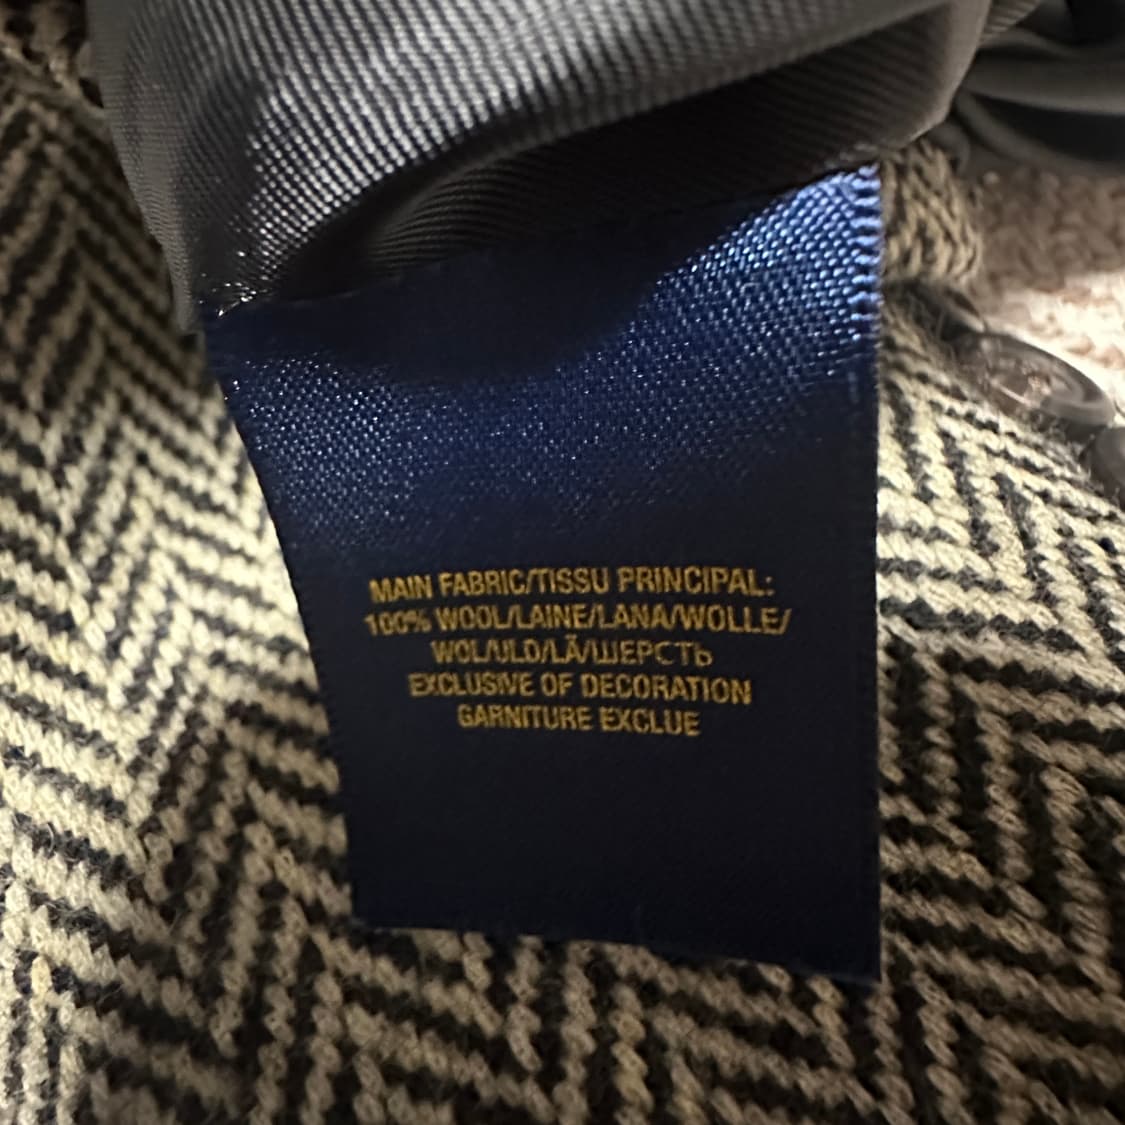 MAIN FABRIC/TISSU PRINCIPAL:
100% WOOL/LAINE/LANA/WOLLE/
WOL/ULD/LÃ/ШЕРСТЬ
EXCLUSIVE OF DECORATION
GARNITURE EXCLUE